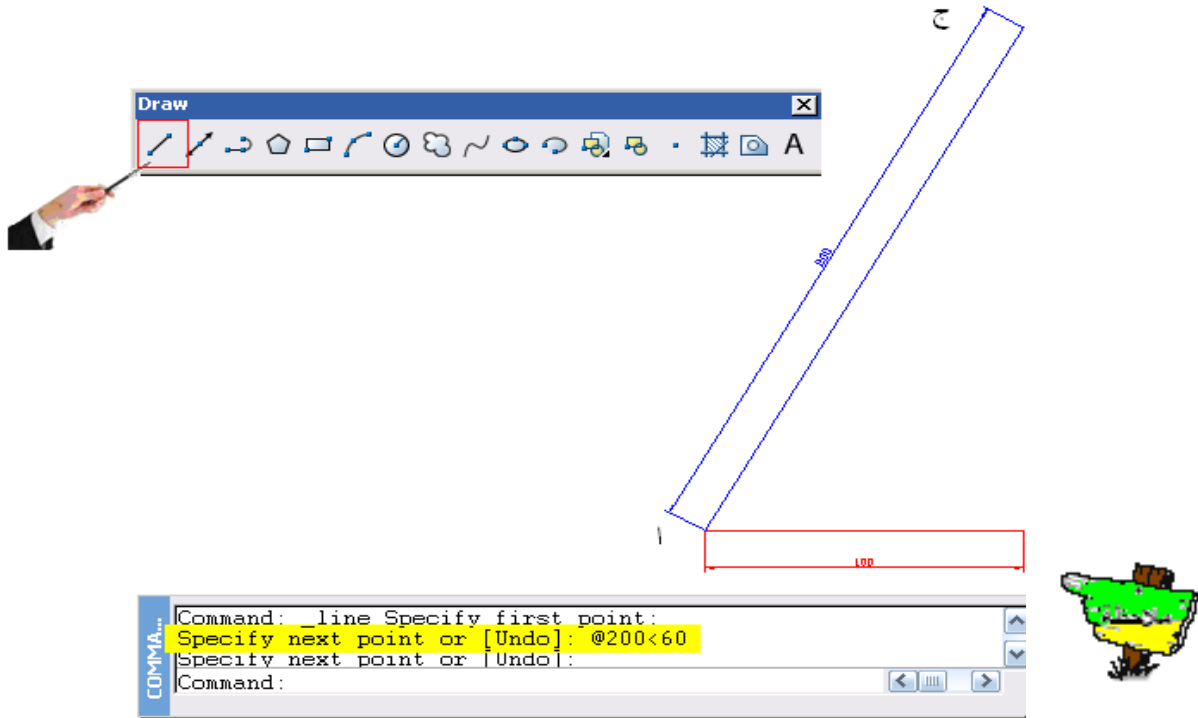 ج
Draw
A
200
ا
100
COMMA...
Command: _line Specify first point:
Specify next point or [Undo]: @200<60
Specify next point or [Undo]:
Command: